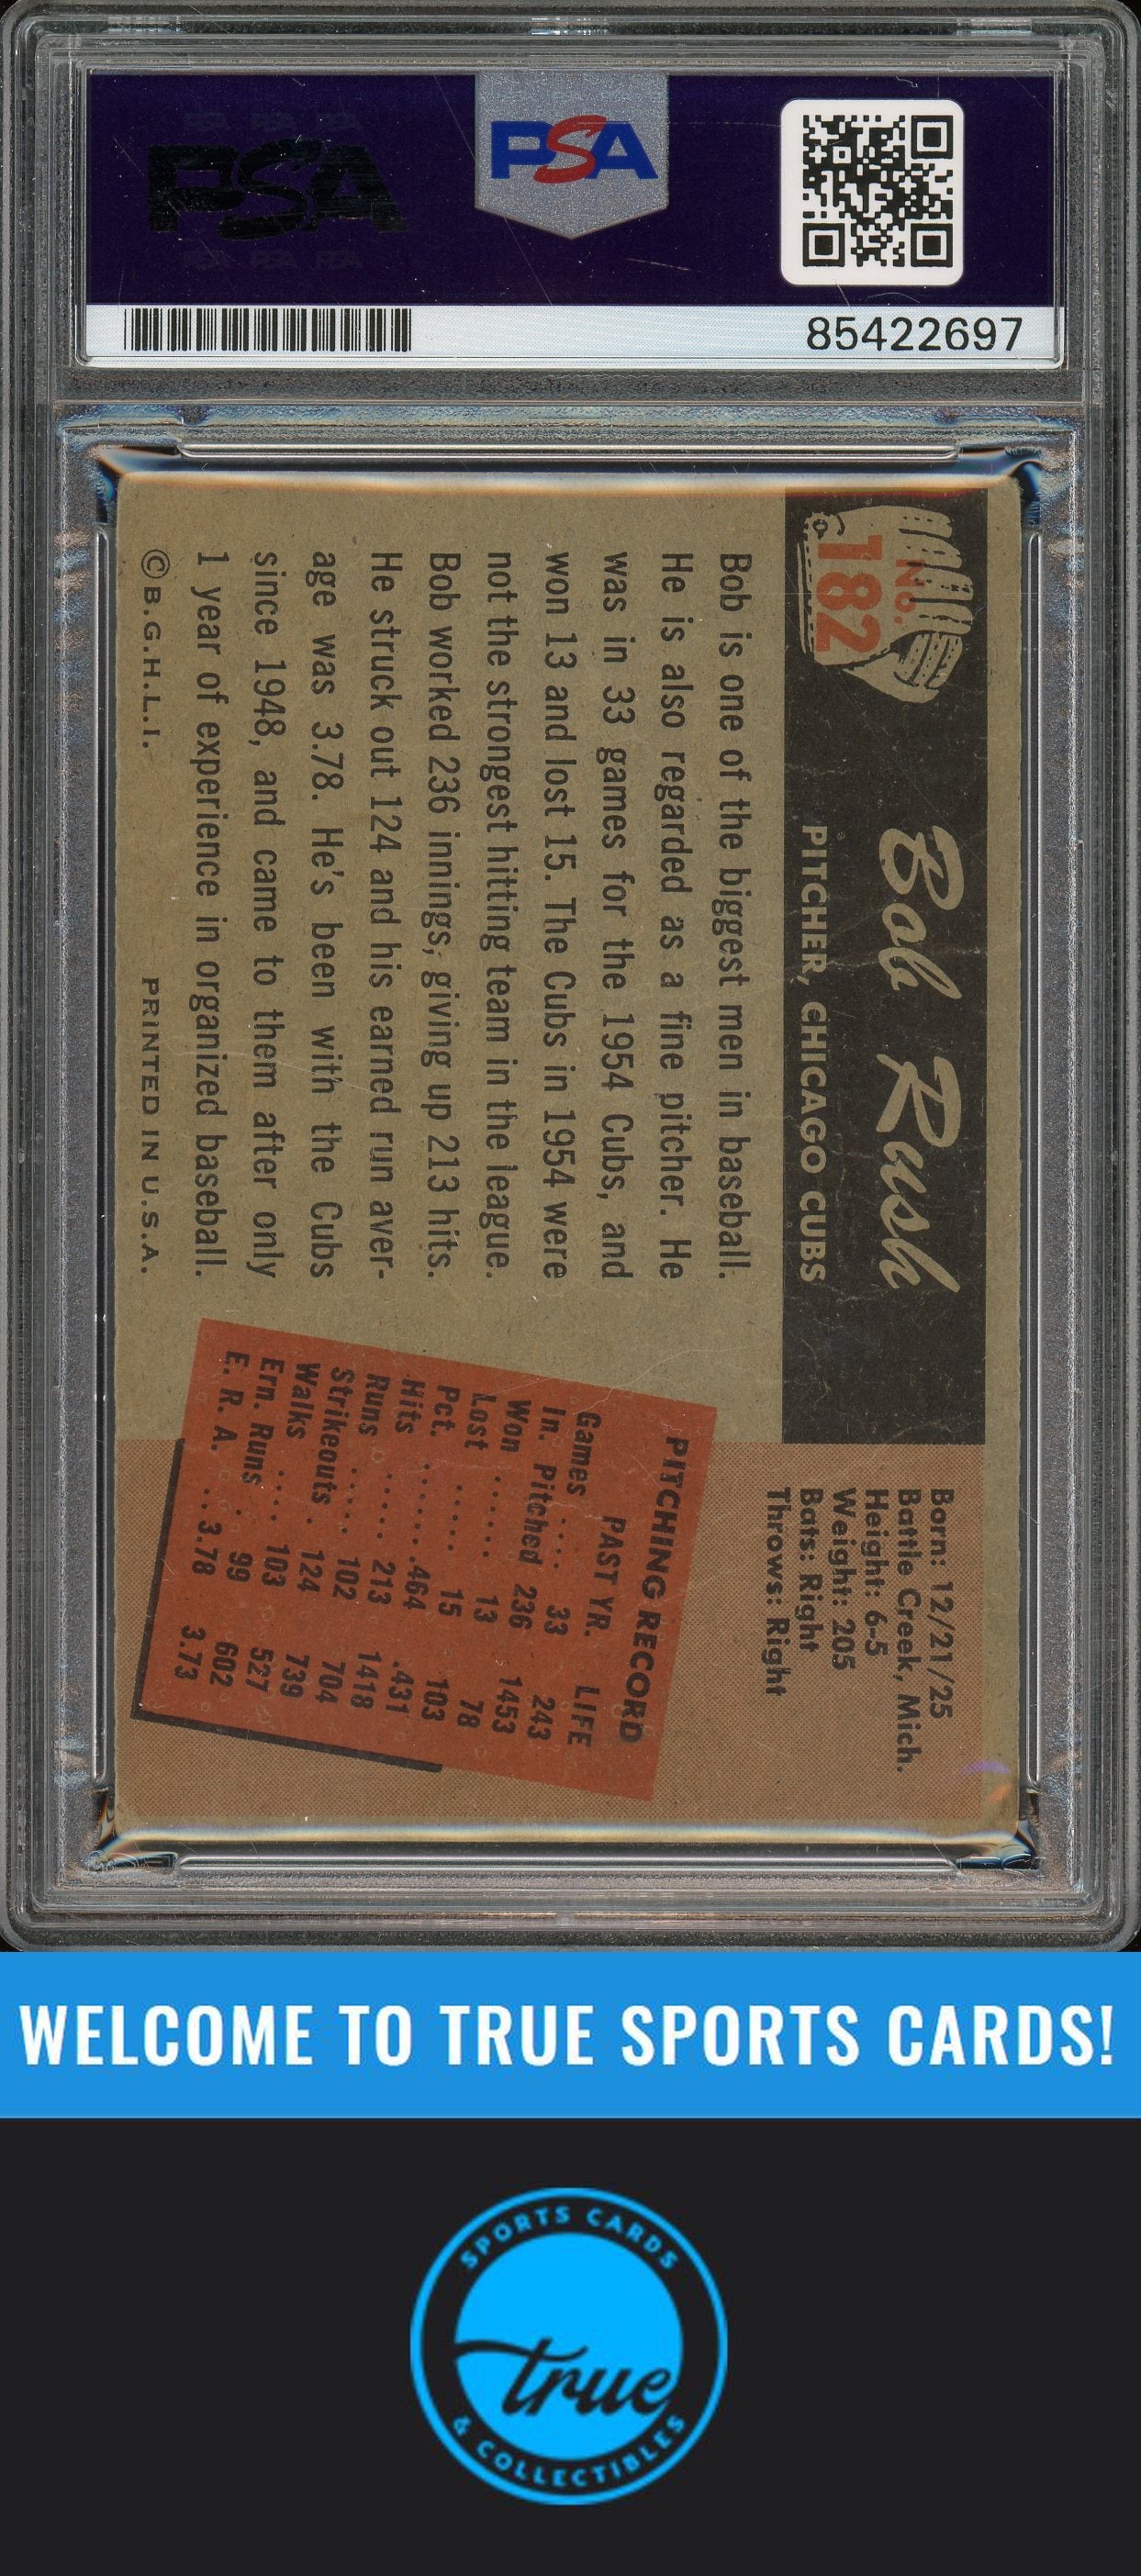 PSA
PSA
85422697
No.
182
Bob Rush
PITCHER, CHICAGO CUBS
Born: 12/21/25
Battle Creek, Mich.
Height: 6-5
Weight: 205
Bats: Right
Throws: Right
Bob is one of the biggest men in baseball.
He is also regarded as a fine pitcher. He
was in 33 games for the 1954 Cubs, and
won 13 and lost 15. The Cubs in 1954 were
not the strongest hitting team in the league.
Bob worked 236 innings, giving up 213 hits.
He struck out 124 and his earned run aver-
age was 3.78. He's been with the Cubs
since 1948, and came to them after only
1 year of experience in organized baseball.
© B.G.H.L.I. PRINTED IN U.S.A.
PITCHING RECORD
PAST YR. LIFE
Games .... 33 243
In. Pitched 236 1453
Won ...... 13 78
Lost ...... 15 103
Pct. ......464 .431
Hits ...... 213 1418
Runs ..... 102 704
Strikeouts . 124 739
Walks .... 103 527
Ern. Runs . 99 602
E. R. A. ...3.78 3.73
WELCOME TO TRUE SPORTS CARDS!
SPORTS CARDS
true
& COLLECTIBLES